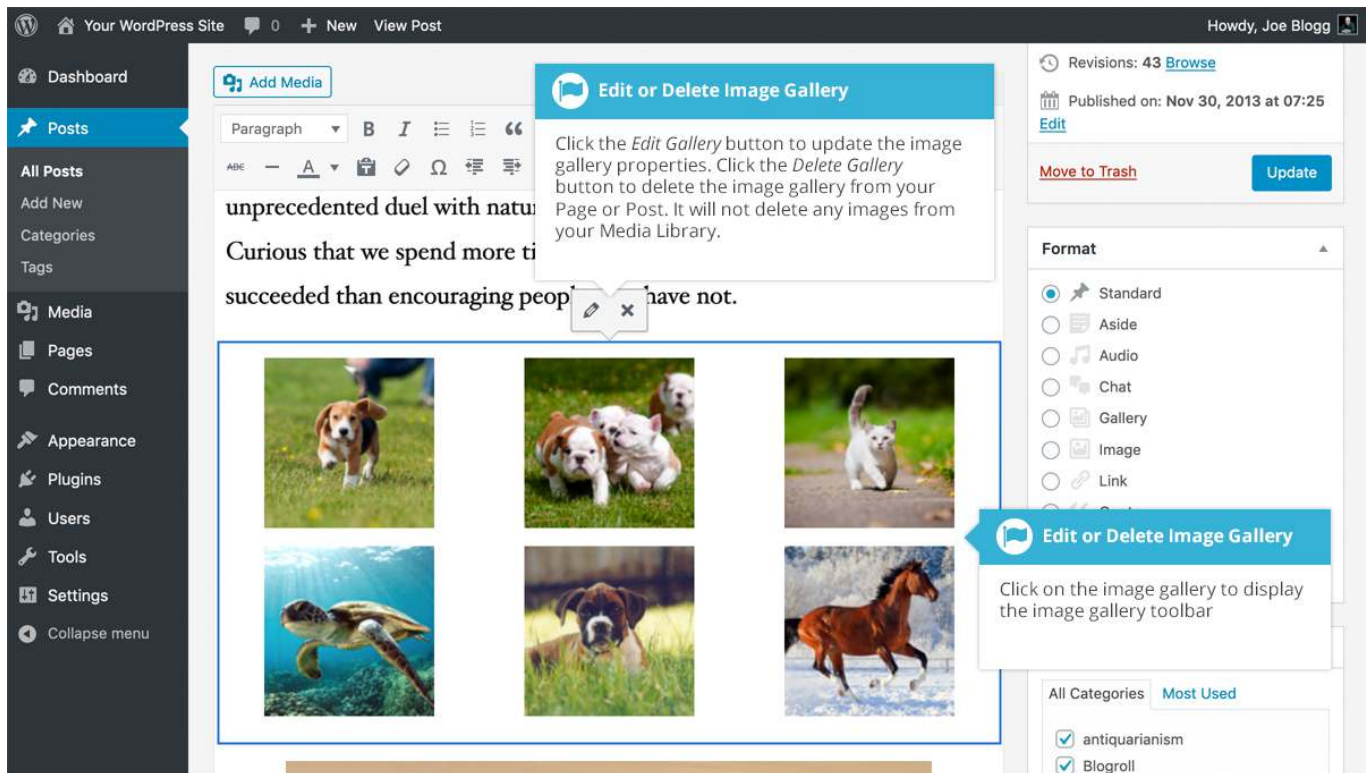 Your WordPress Site 0 New View Post Howdy, Joe Blogg
Dashboard
Posts
All Posts
Add New
Categories
Tags
Media
Pages
Comments
Appearance
Plugins
Users
Tools
Settings
Collapse menu
Add Media
Paragraph B I “
ABC A Ω
unprecedented duel with
Curious that we spend more
succeeded than encouraging have not.
Edit or Delete Image Gallery
Click the Edit Gallery button to update the image
gallery properties. Click the Delete Gallery
button to delete the image gallery from your
Page or Post. It will not delete any images from
your Media Library.
Revisions: 43 Browse
Published on: Nov 30, 2013 at 07:25
Edit
Move to Trash Update
Format
Standard
Aside
Audio
Chat
Gallery
Image
Link
Edit or Delete Image Gallery
Click on the image gallery to display
the image gallery toolbar
All Categories Most Used
antiquarianism
Blogroll